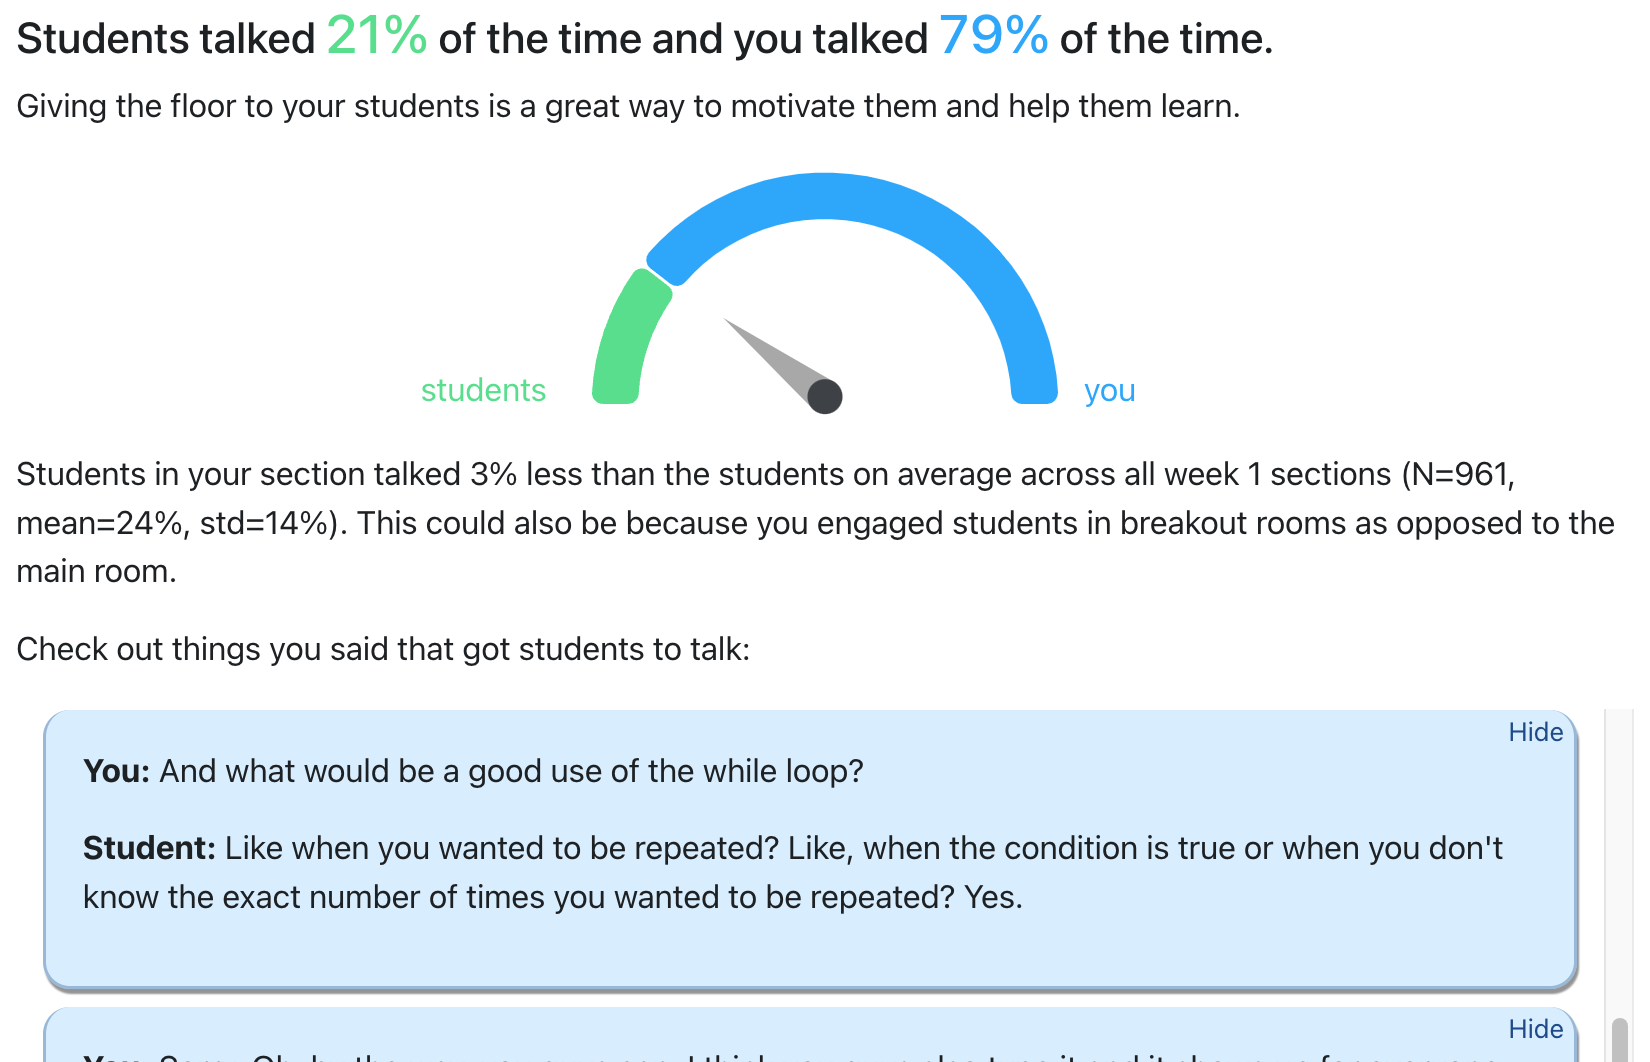 Students talked 21% of the time and you talked 79% of the time.
Giving the floor to your students is a great way to motivate them and help them learn.
students
you
Students in your section talked 3% less than the students on average across all week 1 sections (N=961,
mean=24%, std=14%). This could also be because you engaged students in breakout rooms as opposed to the
main room.
Check out things you said that got students to talk:
Hide
You: And what would be a good use of the while loop?
Student: Like when you wanted to be repeated? Like, when the condition is true or when you don't
know the exact number of times you wanted to be repeated? Yes.
Hide